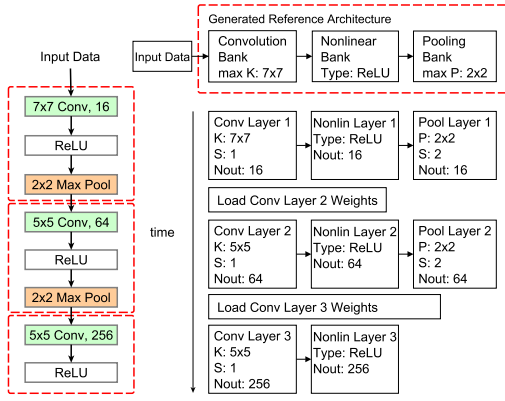 Generated Reference Architecture
Input Data
Input Data
Convolution
Bank
max K: 7x7
Nonlinear
Bank
Type: ReLU
Pooling
Bank
max P: 2x2
7x7 Conv, 16
ReLU
2x2 Max Pool
5x5 Conv, 64
ReLU
2x2 Max Pool
5x5 Conv, 256
ReLU
time
Conv Layer 1
K: 7x7
S: 1
Nout: 16
Nonlin Layer 1
Type: ReLU
Nout: 16
Pool Layer 1
P: 2x2
S: 2
Nout: 16
Load Conv Layer 2 Weights
Conv Layer 2
K: 5x5
S: 1
Nout: 64
Nonlin Layer 2
Type: ReLU
Nout: 64
Pool Layer 2
P: 2x2
S: 2
Nout: 64
Load Conv Layer 3 Weights
Conv Layer 3
K: 5x5
S: 1
Nout: 256
Nonlin Layer 3
Type: ReLU
Nout: 256